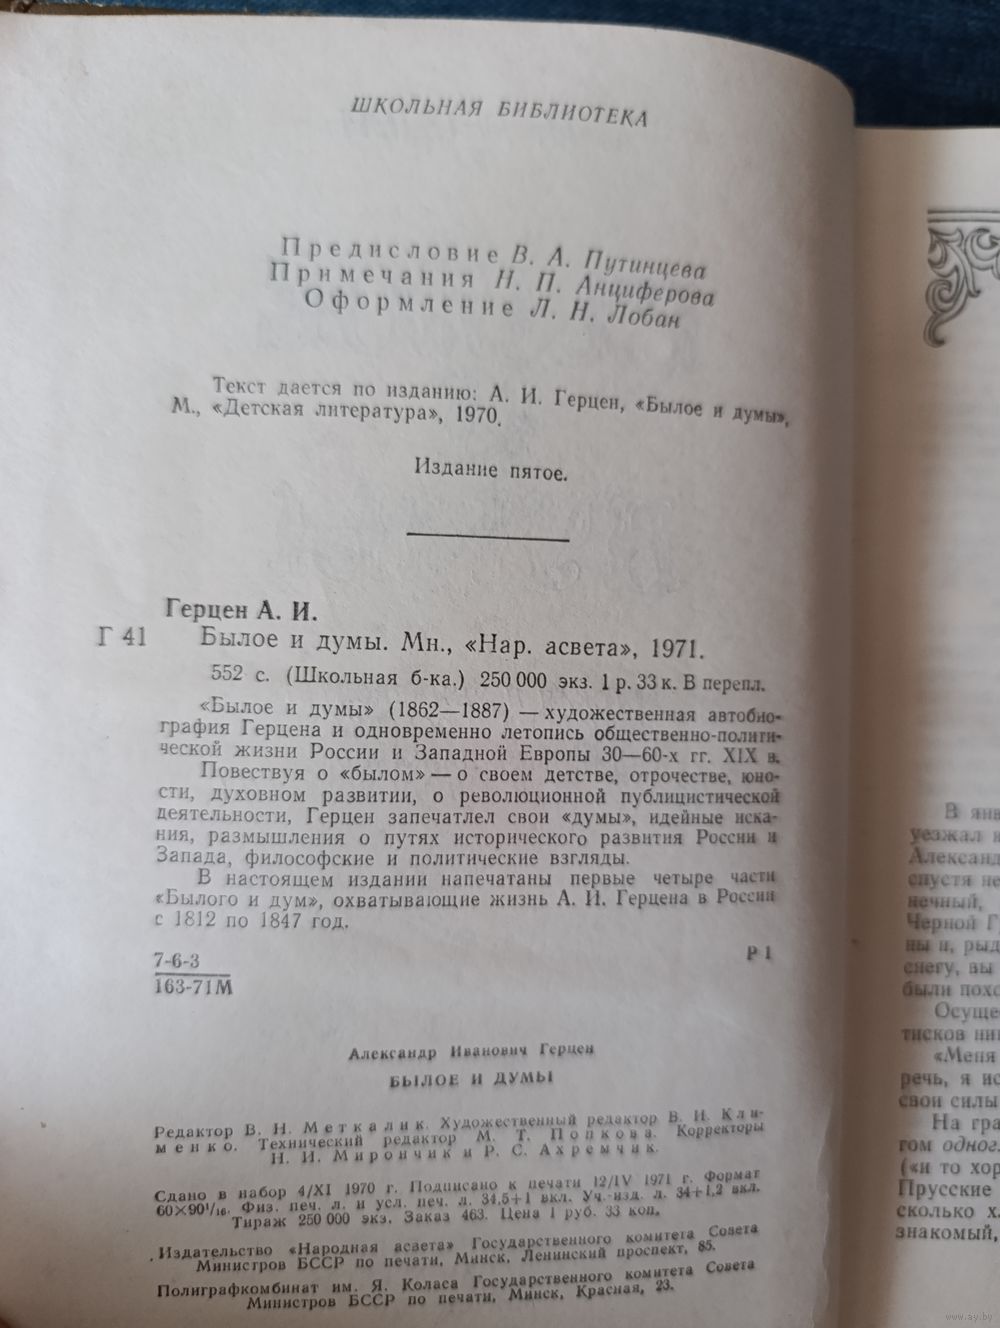 ШКОЛЬНАЯ БИБЛИОТЕКА
Предисловие В. А. Путинцева
Примечания Н. П. Анциферова
Оформление Л. Н. Лобан
Текст дается по изданию: А. И. Герцен, «Былое и думы»,
М., «Детская литература», 1970.
Издание пятое.
Герцен А. И.
Г 41 Былое и думы. Мн., «Нар. асвета», 1971.
552 с. (Школьная б-ка.) 250 000 экз. 1 р. 33 к. В перепл.
«Былое и думы» (1862—1887) — художественная автобио-
графия Герцена и одновременно летопись общественно-полити-
ческой жизни России и Западной Европы 30—60-х гг. XIX в.
Повествуя о «былом» — о своем детстве, отрочестве, юно-
сти, духовном развитии, о революционной публицистической
деятельности, Герцен запечатлел свои «думы», идейные иска-
ния, размышления о путях исторического развития России и
Запада, философские и политические взгляды.
В настоящем издании напечатаны первые четыре части
«Былого и дум», охватывающие жизнь А. И. Герцена в России
с 1812 по 1847 год.
7-6-3
163-71М
Р 1
Александр Иванович Герцен
БЫЛОЕ И ДУМЫ
Редактор В. Н. Меткалик. Художественный редактор В. И. Кли-
менко. Технический редактор М. Т. Попкова. Корректоры
Н. И. Мирончик и Р. С. Ахремчик.
Сдано в набор 4/XI 1970 г. Подписано к печати 12/IV 1971 г. Формат
60×90¹/₁₆. Физ. печ. л. и усл. печ. л. 34,5+1 вкл. Уч.-изд. л. 34+1,2 вкл.
Тираж 250 000 экз. Заказ 463. Цена 1 руб. 33 коп.
Издательство «Народная асвета» Государственного комитета Совета
Министров БССР по печати, Минск, Ленинский проспект, 85.
Полиграфкомбинат им. Я. Коласа Государственного комитета Совета
Министров БССР по печати, Минск, Красная, 23.
В янв
уезжал и
Александ
спустя не
нечный,
Черной Г
ны и, рыд
снегу, вы
были похо
Осуще
тисков ни
«Меня
речь, я ис
свои силы
На гра
том одног
(«и то хор
Прусские
сколько х
знакомый,
www.ay.by